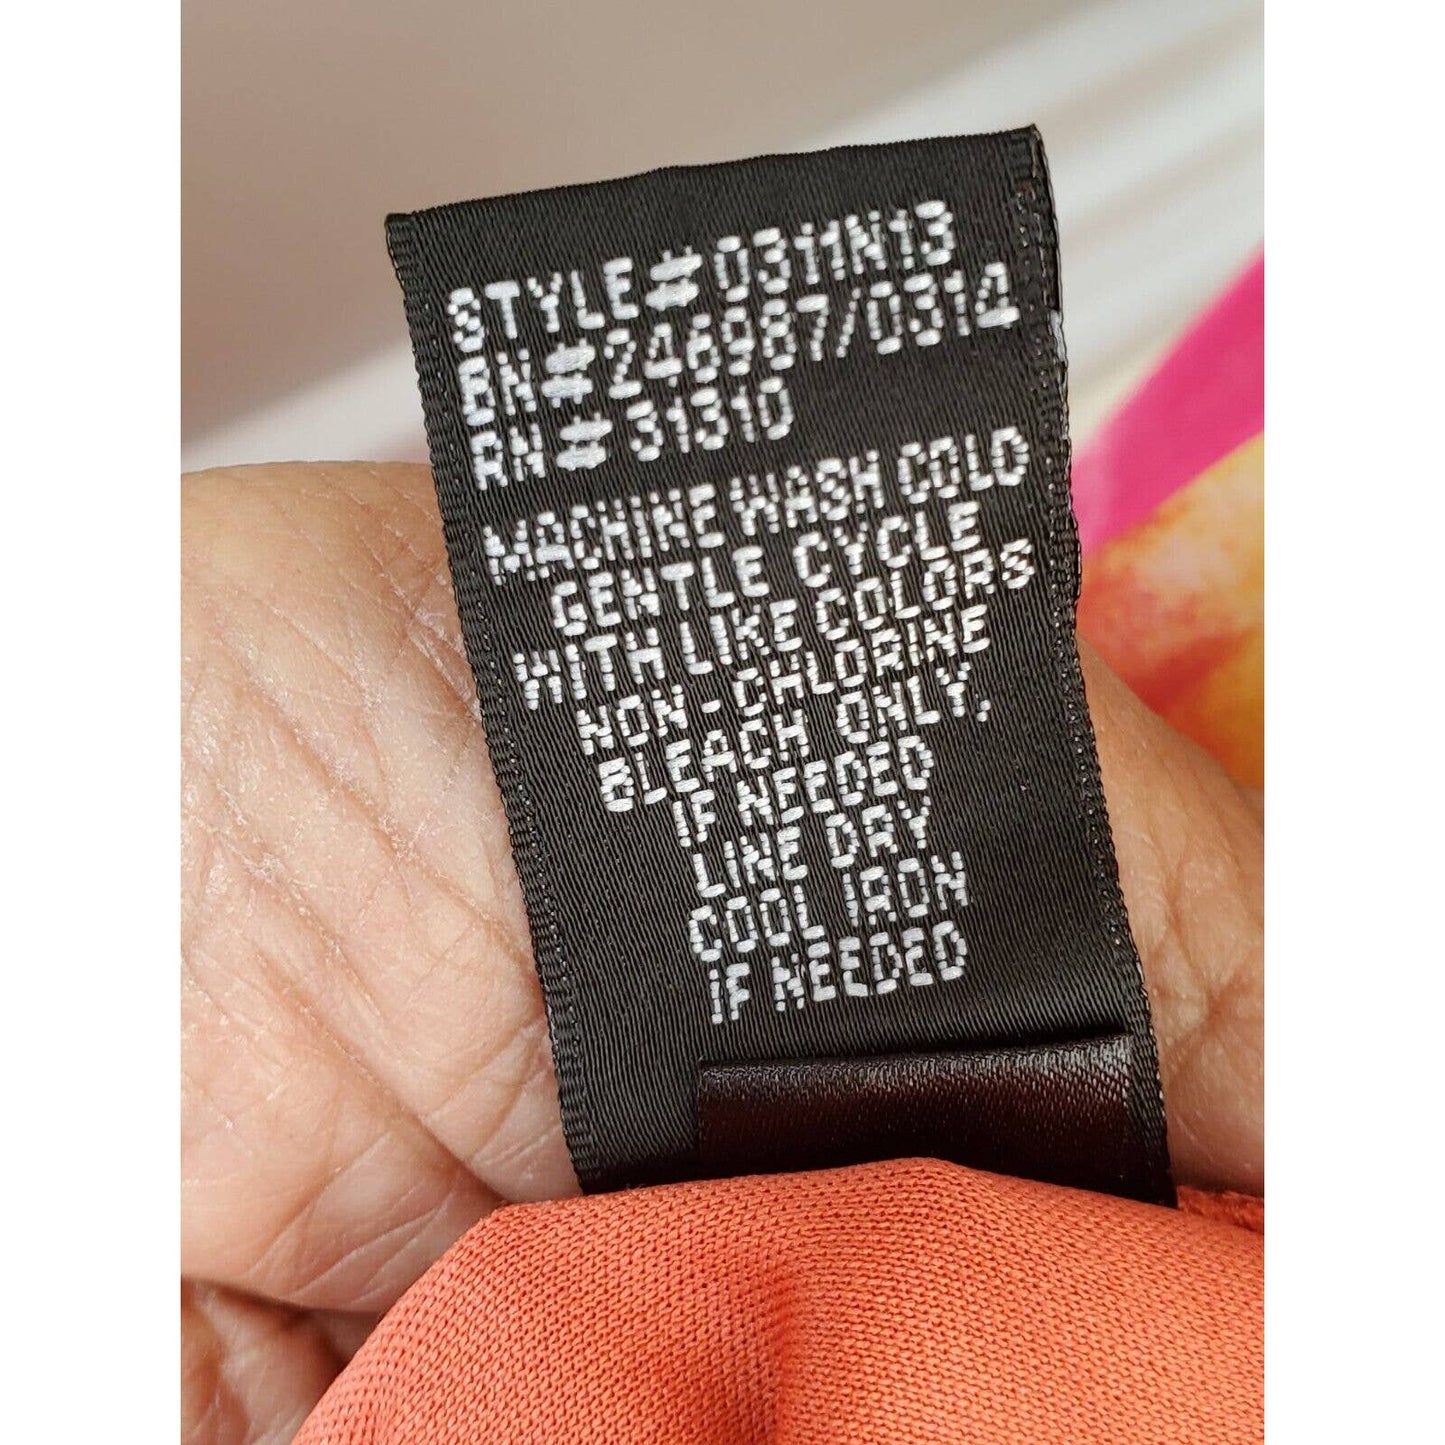 STYLE# 0311N13
BN# 246987/0314
RN# 31310
MACHINE WASH COLD
GENTLE CYCLE
WITH LIKE COLORS
NON-CHLORINE
BLEACH ONLY,
IF NEEDED
LINE DRY
COOL IRON
IF NEEDED